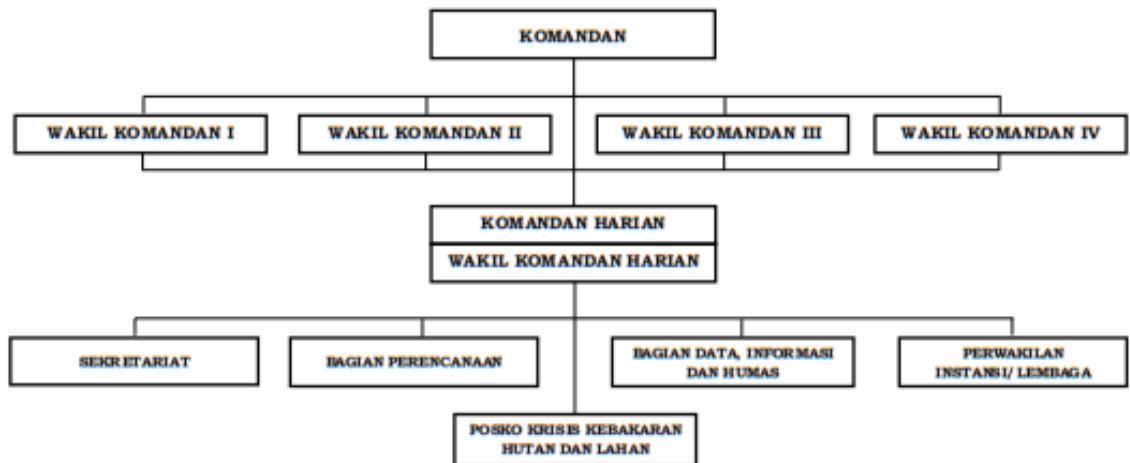 KOMANDAN
WAKIL KOMANDAN I
WAKIL KOMANDAN II
WAKIL KOMANDAN III
WAKIL KOMANDAN IV
KOMANDAN HARIAN
WAKIL KOMANDAN HARIAN
SEKRETARIAT
BAGIAN PERENCANAAN
BAGIAN DATA, INFORMASI
DAN HUMAS
PERWAKILAN
INSTANSI/ LEMBAGA
POSKO KRISIS KEBAKARAN
HUTAN DAN LAHAN